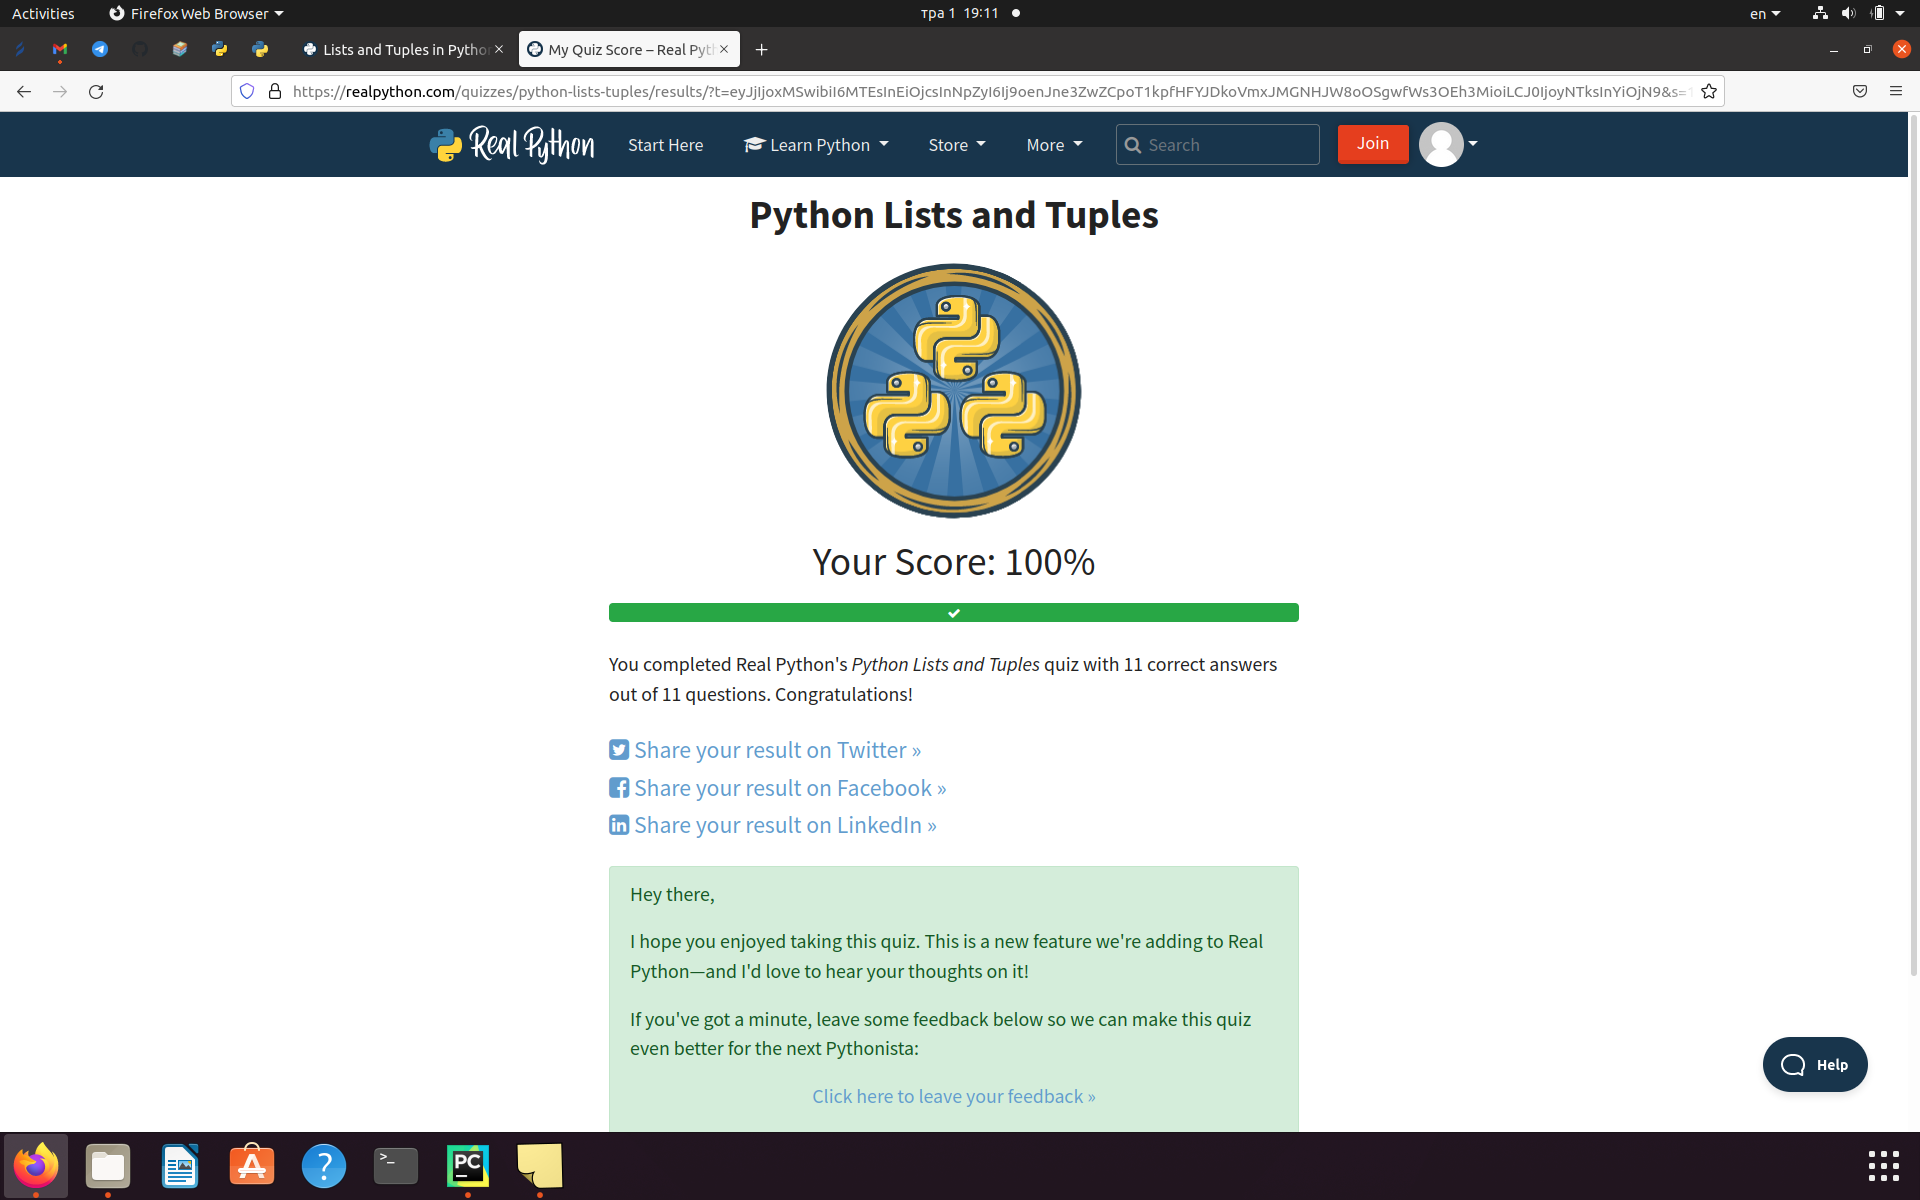 Activities
Firefox Web Browser
тра 1 19:11
en
Lists and Tuples in Pytho
My Quiz Score – Real Pyt
https://realpython.com/quizzes/python-lists-tuples/results/?t=
Real Python
Start Here
Learn Python
Store
More
Search
Join
Python Lists and Tuples
Your Score: 100%
You completed Real Python's Python Lists and Tuples quiz with 11 correct answers
out of 11 questions. Congratulations!
Share your result on Twitter »
Share your result on Facebook »
Share your result on LinkedIn »
Hey there,
I hope you enjoyed taking this quiz. This is a new feature we're adding to Real
Python—and I'd love to hear your thoughts on it!
If you've got a minute, leave some feedback below so we can make this quiz
even better for the next Pythonista:
Click here to leave your feedback »
Help
>_
PC